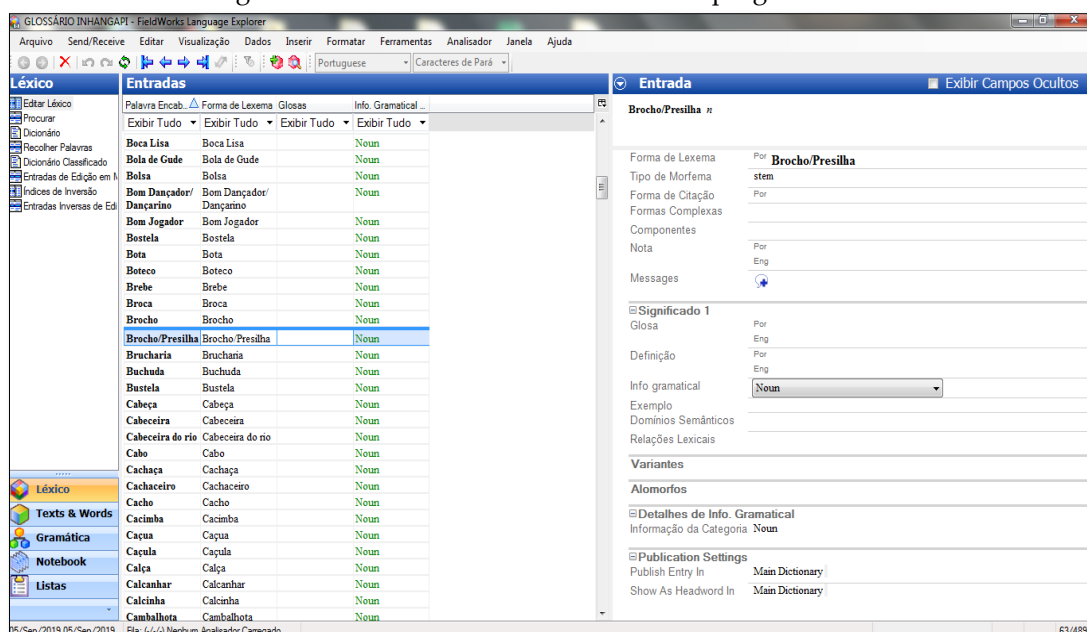 GLOSSÁRIO INHANGAPI - FieldWorks Language Explorer
Arquivo Send/Receive Editar Visualização Dados Inserir Formatar Ferramentas Analisador Janela Ajuda
Portuguese Caracteres de Pará
Léxico
Editar Léxico
Procurar
Dicionário
Recolher Palavras
Dicionário Classificado
Entradas de Edição em
Índices de Inversão
Entradas Inversas de Edi
Léxico
Texts & Words
Gramática
Notebook
Listas
Entradas
Palavra Encab.. Forma de Lexema Glosas Info. Gramatical ..
Exibir Tudo Exibir Tudo Exibir Tudo Exibir Tudo
Boca Lisa Boca Lisa Noun
Bola de Gude Bola de Gude Noun
Bolsa Bolsa Noun
Bom Dançador/ Bom Dançador/ Noun
Dançarino Dançarino
Bom Jogador Bom Jogador Noun
Bostela Bostela Noun
Bota Bota Noun
Boteco Boteco Noun
Brebe Brebe Noun
Broca Broca Noun
Brocho Brocho Noun
Brocho/Presilha Brocho/Presilha Noun
Brucharia Brucharia Noun
Buchuda Buchuda Noun
Bustela Bustela Noun
Cabeça Cabeça Noun
Cabeceira Cabeceira Noun
Cabeceira do rio Cabeceira do rio Noun
Cabo Cabo Noun
Cachaça Cachaça Noun
Cachaceiro Cachaceiro Noun
Cacho Cacho Noun
Cacimba Cacimba Noun
Caçua Caçua Noun
Caçula Caçula Noun
Calça Calça Noun
Calcanhar Calcanhar Noun
Calcinha Calcinha Noun
Cambalhota Cambalhota Noun
Entrada Exibir Campos Ocultos
Brocho/Presilha n
Forma de Lexema Por Brocho/Presilha
Tipo de Morfema stem
Forma de Citação Por
Formas Complexas
Componentes
Nota Por
Eng
Messages
Significado 1
Glosa Por
Eng
Definição Por
Eng
Info gramatical Noun
Exemplo
Domínios Semânticos
Relações Lexicais
Variantes
Alomorfos
Detalhes de Info. Gramatical
Informação da Categoria Noun
Publication Settings
Publish Entry In Main Dictionary
Show As Headword In Main Dictionary
05/Sep/2019 05/Sep/2019 Fila: (-/-/-) Nenhum Analisador Carregado 63/489